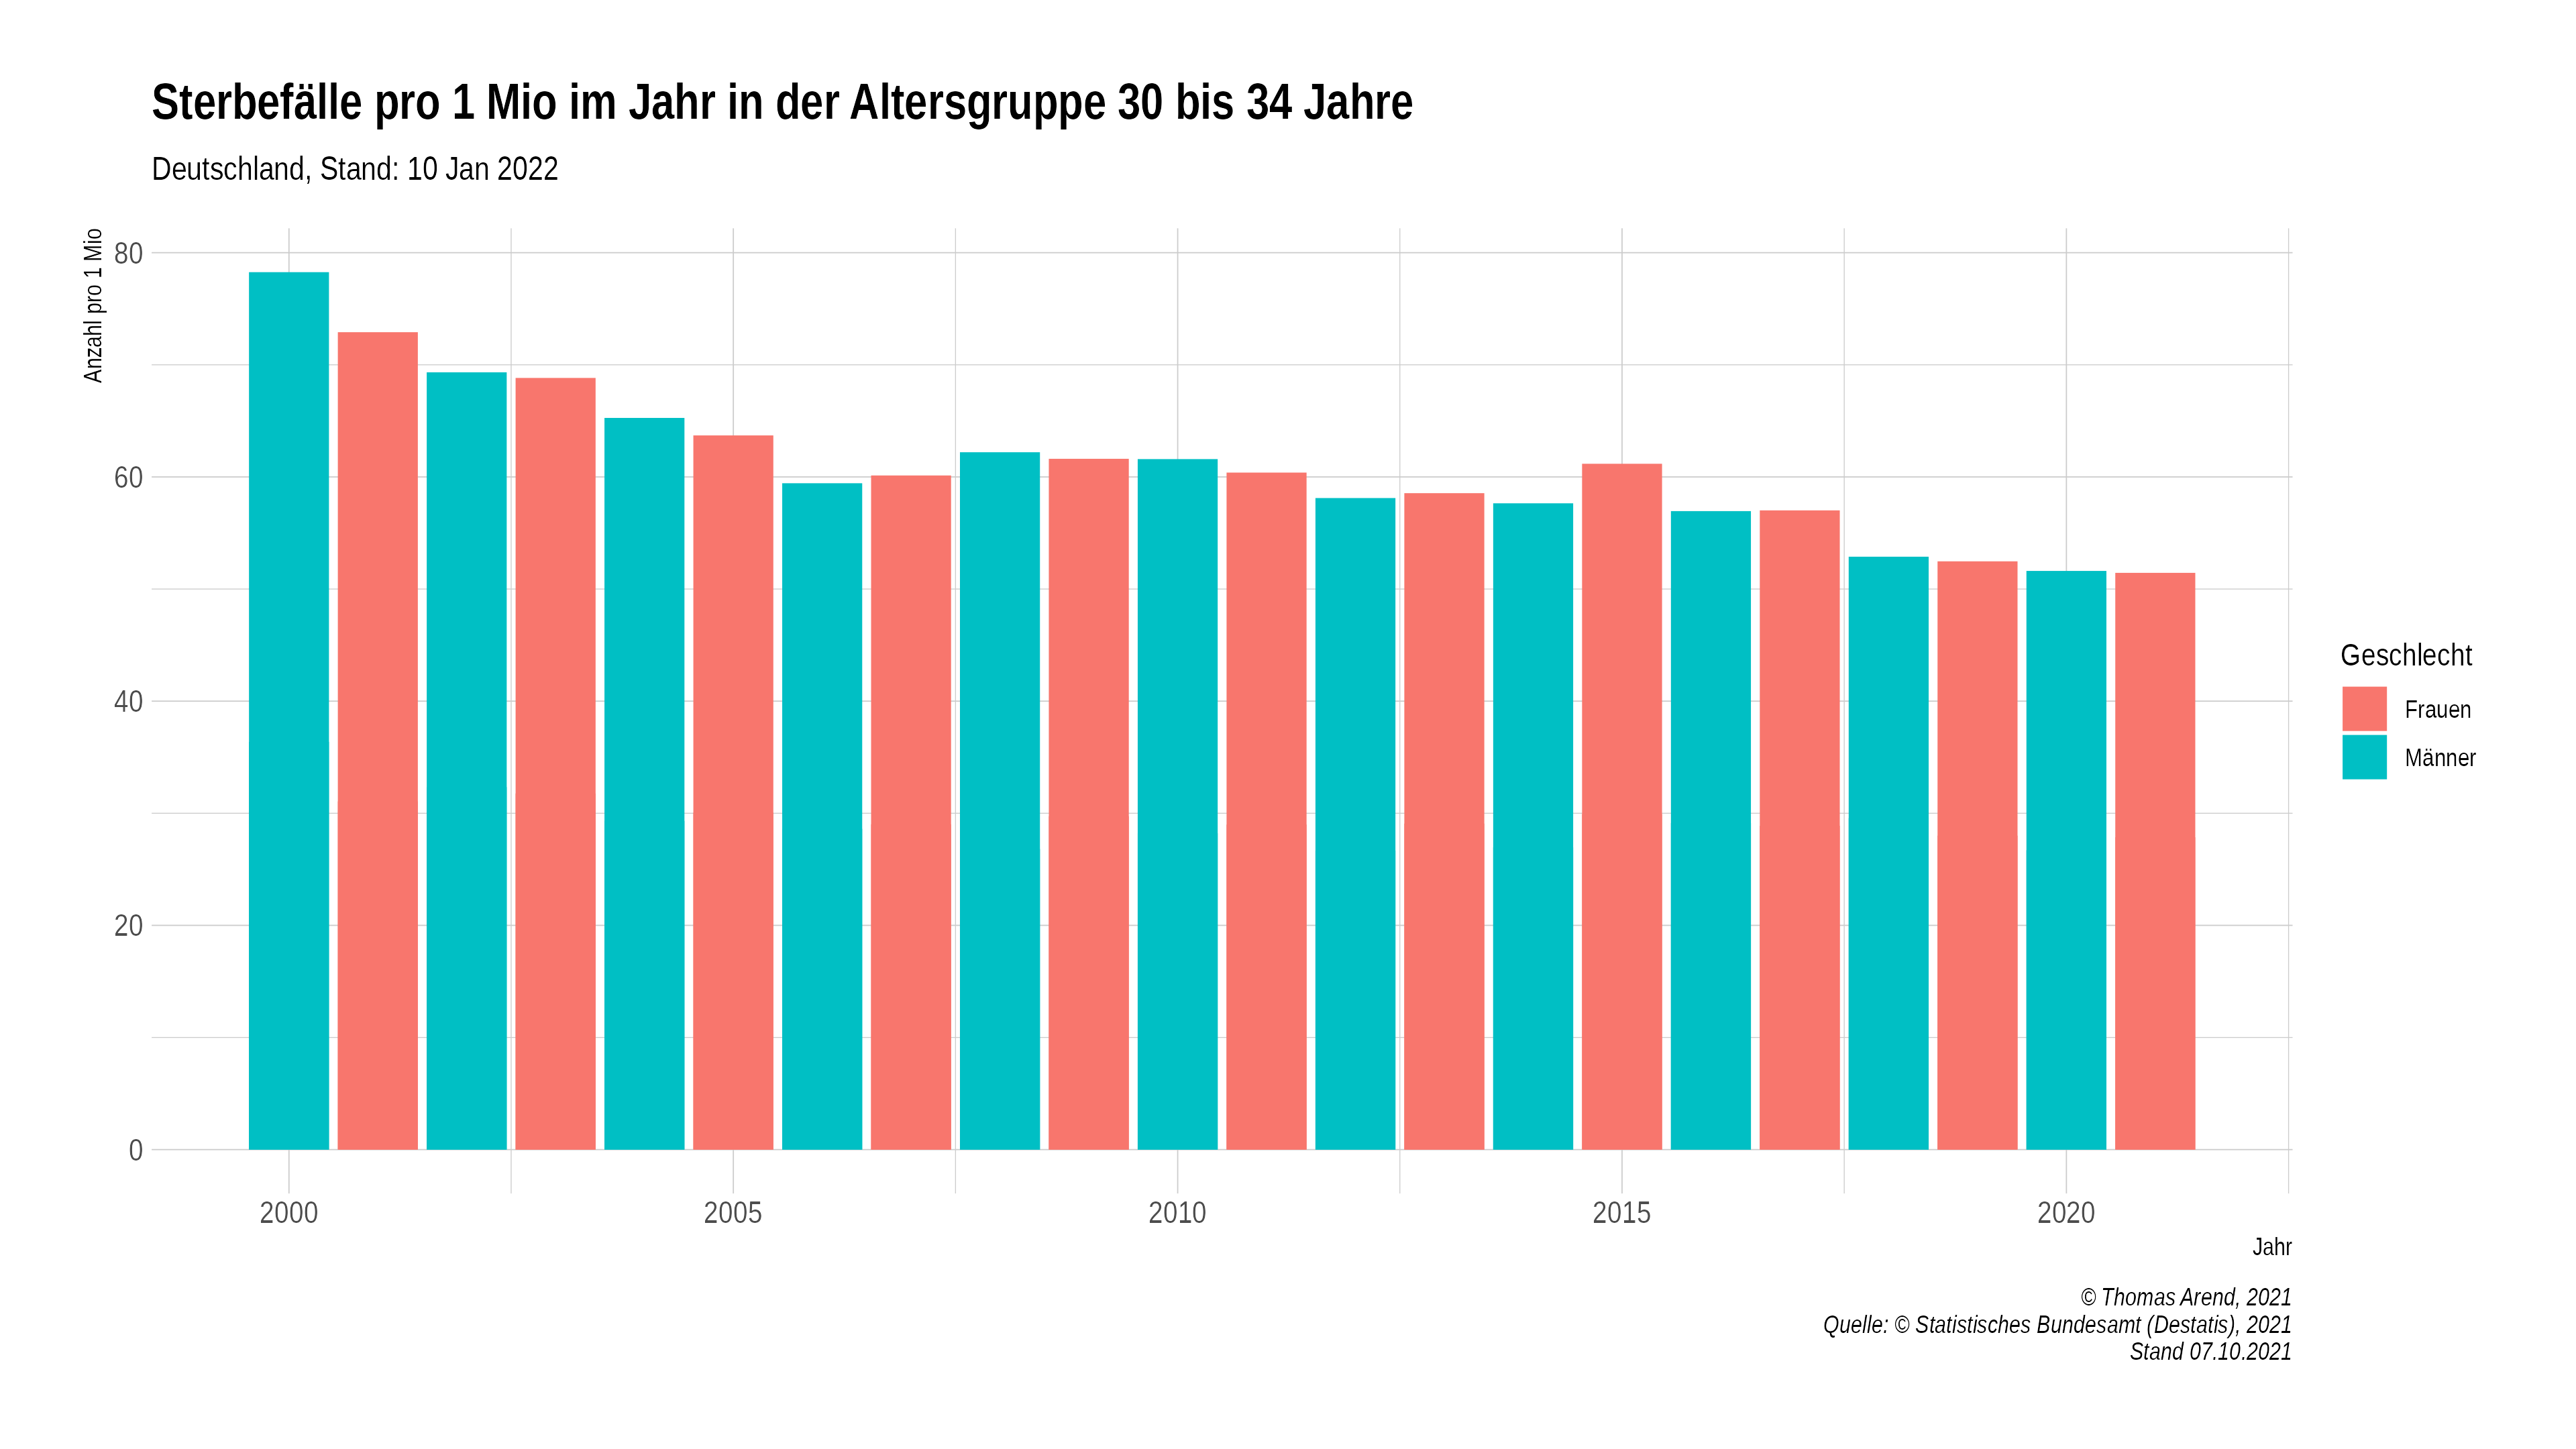 Sterbefälle pro 1 Mio im Jahr in der Altersgruppe 30 bis 34 Jahre
Deutschland, Stand: 10 Jan 2022
Anzahl pro 1 Mio
80
60
40
20
0
2000 2005 2010 2015 2020
Jahr
Geschlecht
Frauen
Männer
© Thomas Arend, 2021
Quelle: © Statistisches Bundesamt (Destatis), 2021
Stand 07.10.2021